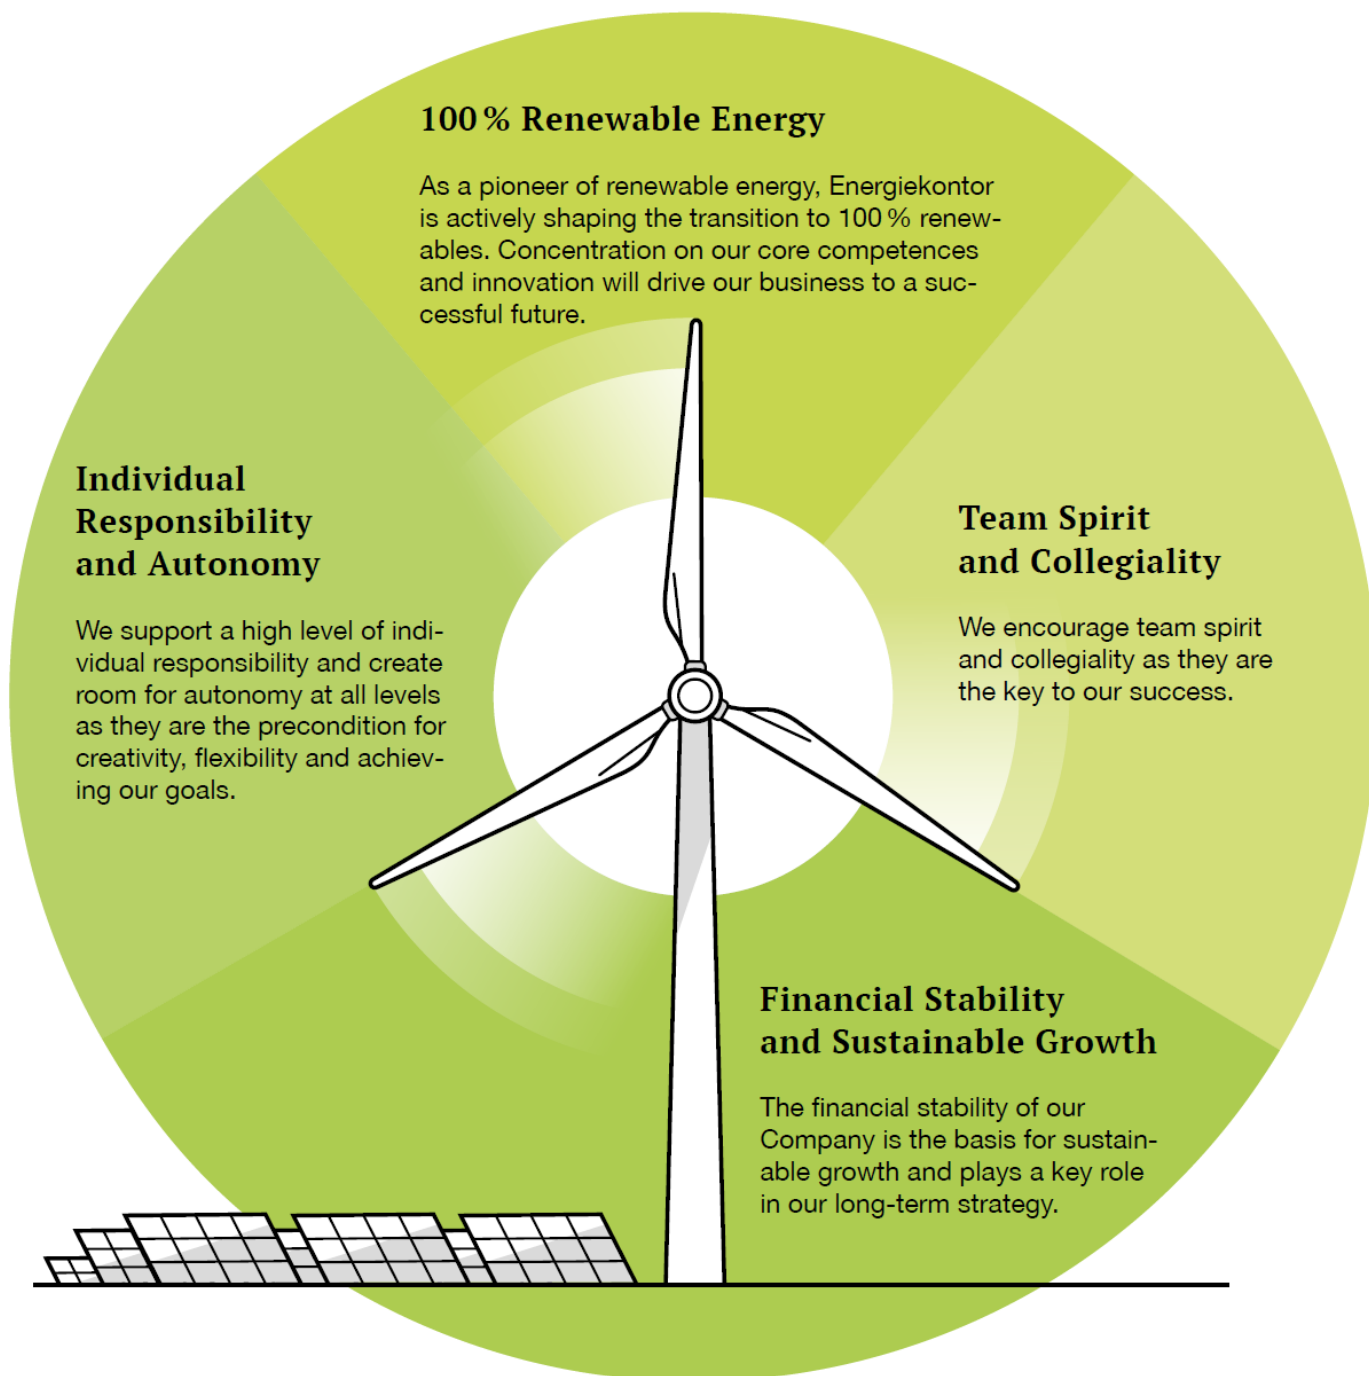 100 % Renewable Energy
As a pioneer of renewable energy, Energiekontor
is actively shaping the transition to 100 % renew-
ables. Concentration on our core competences
and innovation will drive our business to a suc-
cessful future.
Individual
Responsibility
and Autonomy
We support a high level of indi-
vidual responsibility and create
room for autonomy at all levels
as they are the precondition for
creativity, flexibility and achiev-
ing our goals.
Team Spirit
and Collegiality
We encourage team spirit
and collegiality as they are
the key to our success.
Financial Stability
and Sustainable Growth
The financial stability of our
Company is the basis for sustain-
able growth and plays a key role
in our long-term strategy.